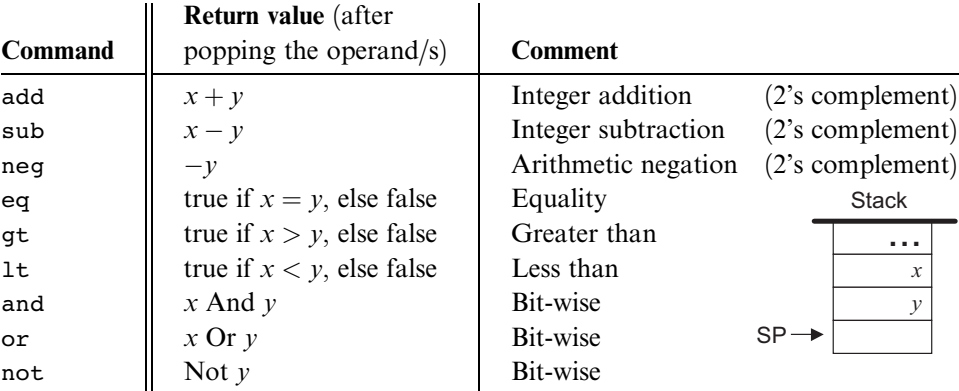 Return value (after
Command popping the operand/s) Comment
add x + y Integer addition (2's complement)
sub x − y Integer subtraction (2's complement)
neg −y Arithmetic negation (2's complement)
eq true if x = y, else false Equality
gt true if x > y, else false Greater than
lt true if x < y, else false Less than
and x And y Bit-wise
or x Or y Bit-wise
not Not y Bit-wise
Stack
...
x
y
SP